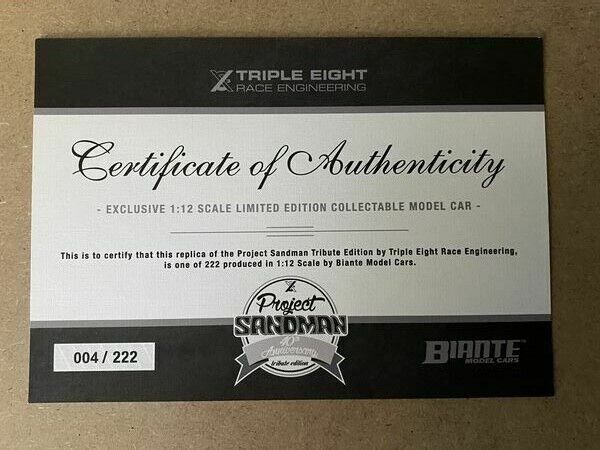 TRIPLE EIGHT
RACE ENGINEERING
Certificate of Authenticity
- EXCLUSIVE 1:12 SCALE LIMITED EDITION COLLECTABLE MODEL CAR -
This is to certify that this replica of the Project Sandman Tribute Edition by Triple Eight Race Engineering,
is one of 222 produced in 1:12 Scale by Biante Model Cars.
Project
SANDMAN
40th
Anniversary
tribute edition
004 / 222
BIANTE™
MODEL CARS